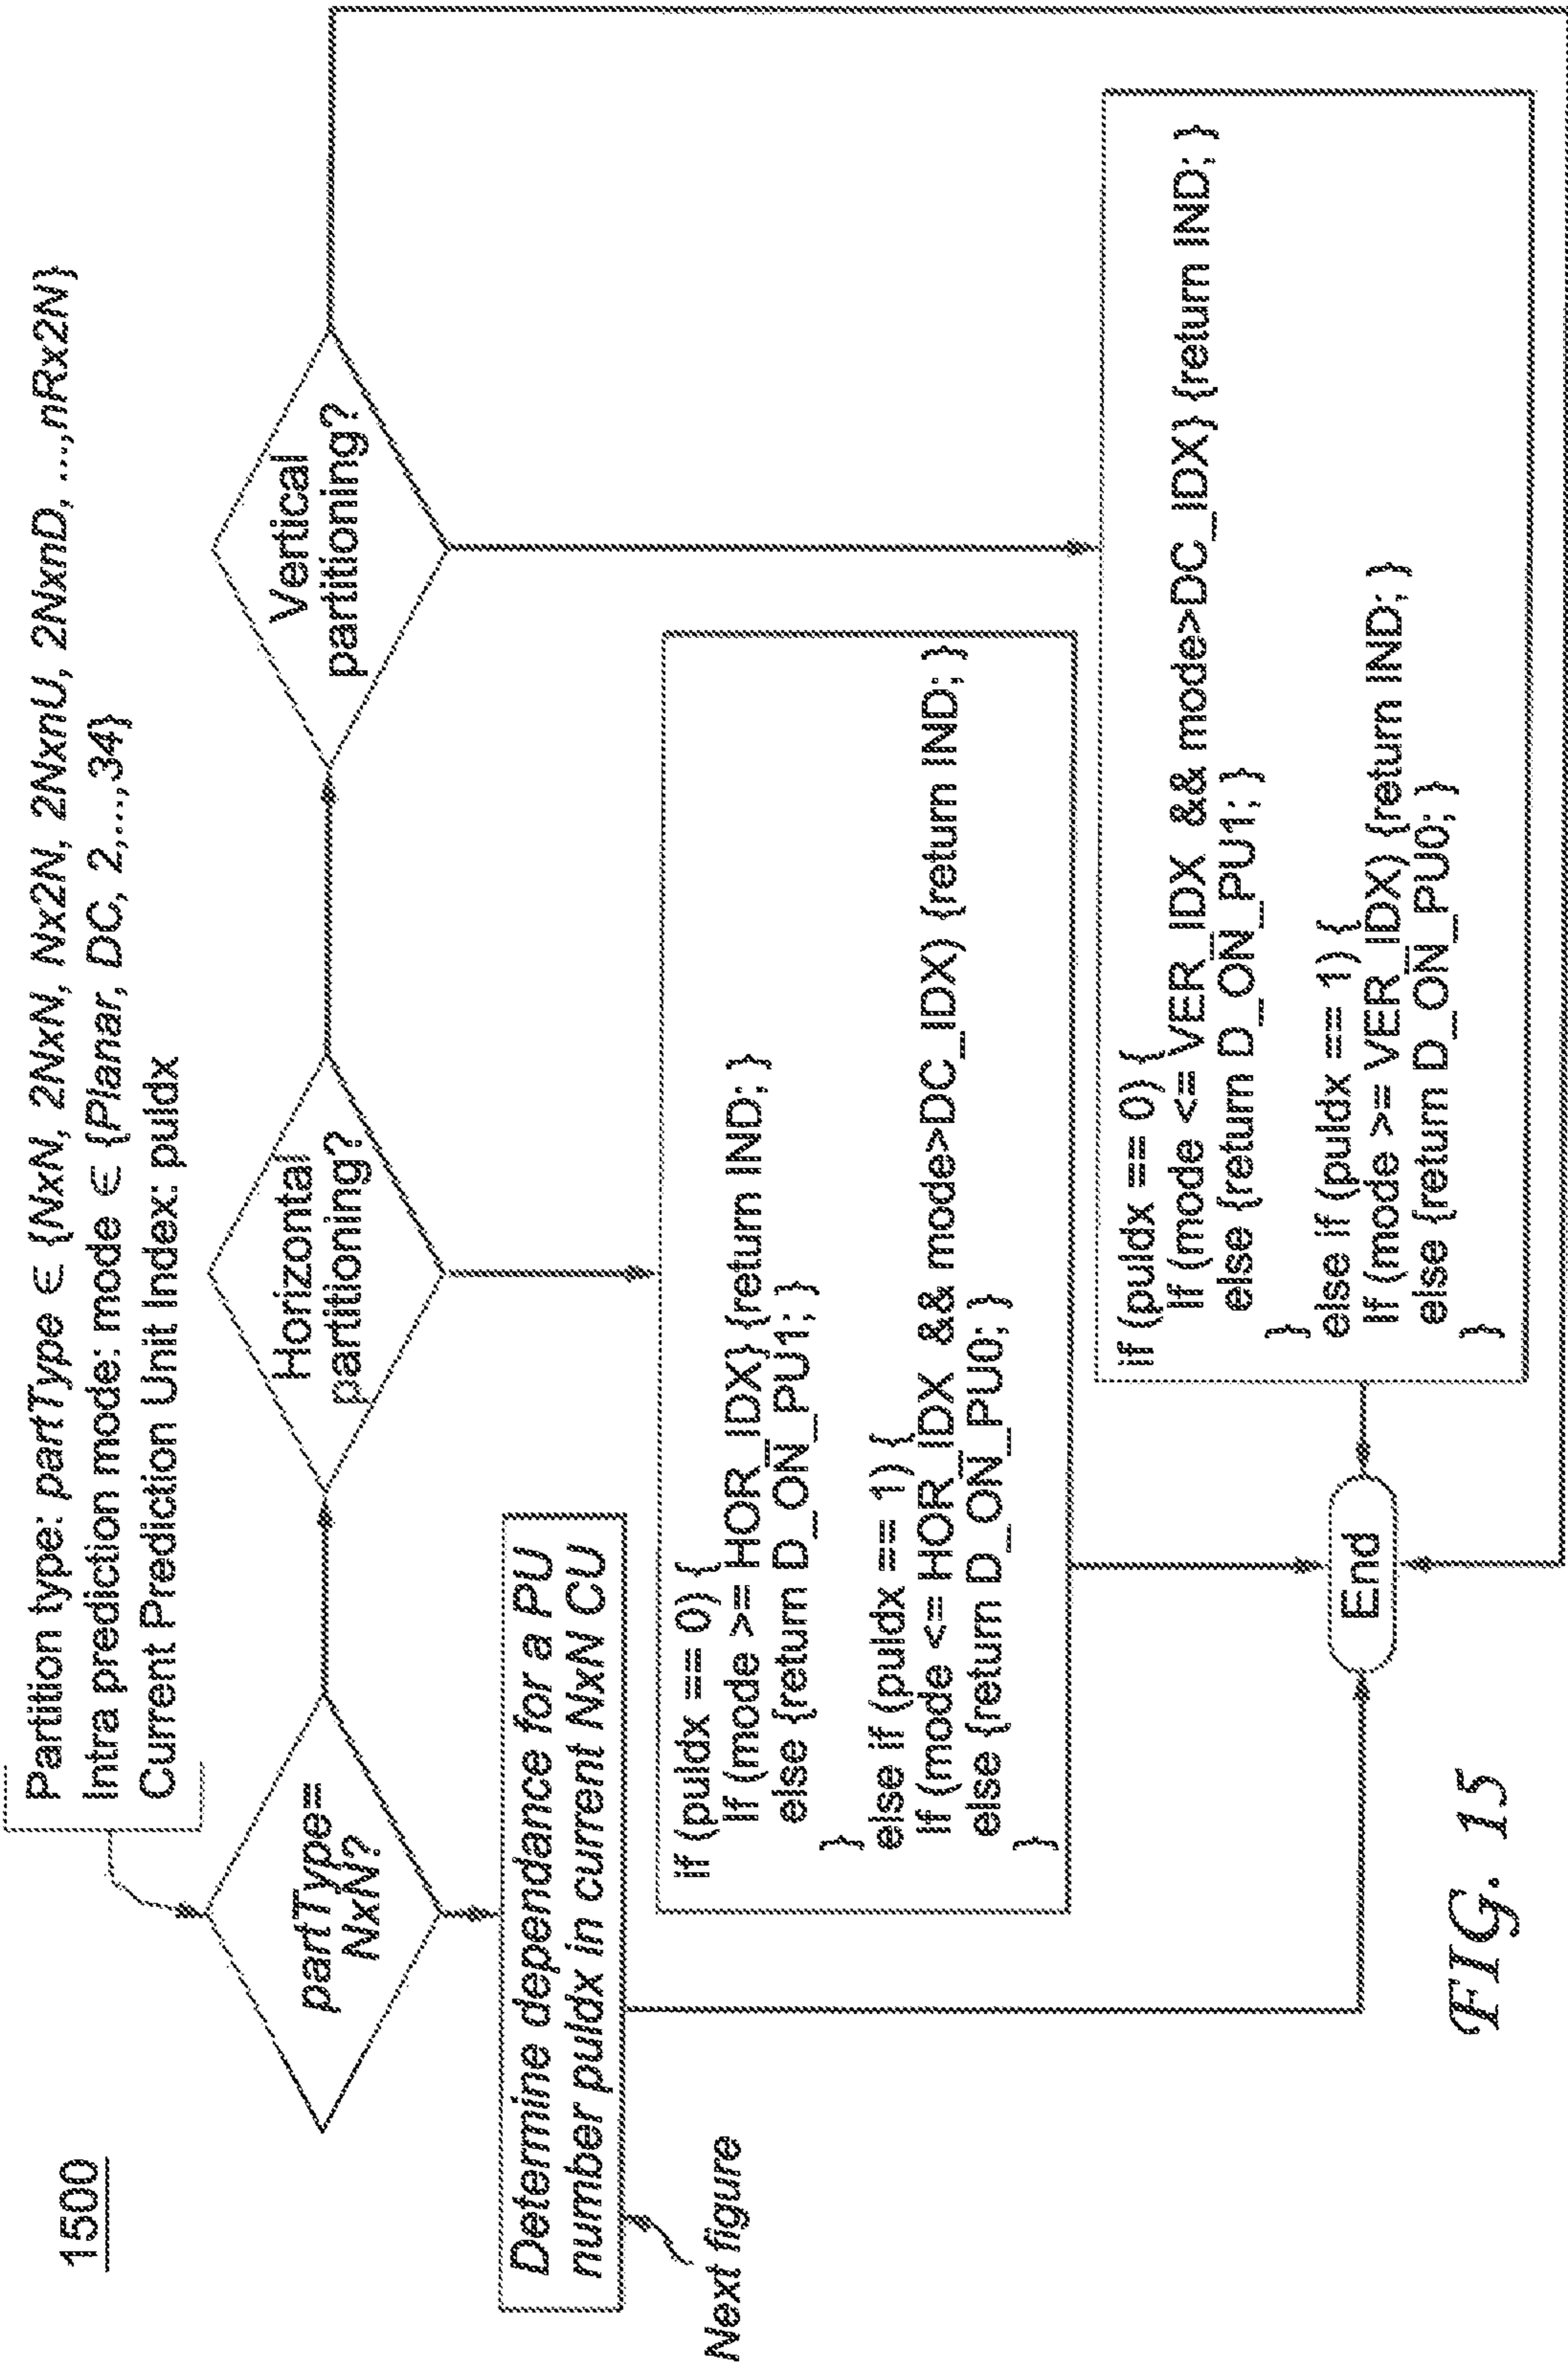 1500
Partition type: partType ∈ {NxN, 2NxN, Nx2N, 2NxnU, 2NxnD, ...,nRx2N}
Intra prediction mode: mode ∈ {Planar, DC, 2,...,34}
Current Prediction Unit Index: puIdx
partType=
NxN?
Horizontal
partitioning?
Vertical
partitioning?
Determine dependance for a PU
number puIdx in current NxN CU
Next figure
if (puIdx == 0) {
If (mode >= HOR_IDX) {return IND; }
else {return D_ON_PU1; }
}
else if (puIdx == 1) {
If (mode <= HOR_IDX && mode>DC_IDX) {return IND; }
else {return D_ON_PU0; }
}
if (puIdx == 0) {
If (mode <= VER_IDX && mode>DC_IDX) {return IND; }
else {return D_ON_PU1; }
}
else if (puIdx == 1) {
If (mode >= VER_IDX) {return IND; }
else {return D_ON_PU0; }
}
End
FIG. 15